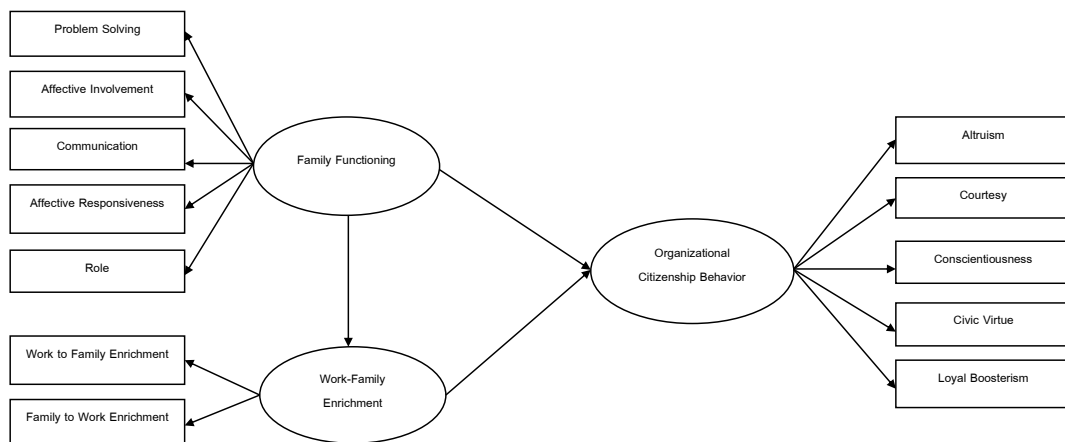 Problem Solving
Affective Involvement
Communication
Affective Responsiveness
Role
Family Functioning
Work to Family Enrichment
Family to Work Enrichment
Work-Family
Enrichment
Organizational
Citizenship Behavior
Altruism
Courtesy
Conscientiousness
Civic Virtue
Loyal Boosterism